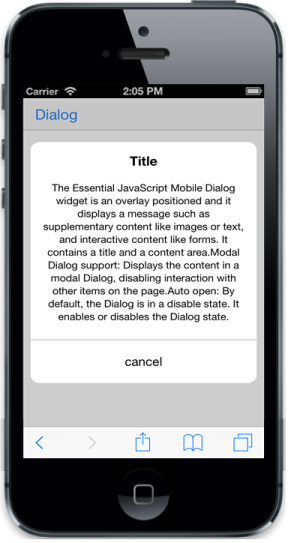 Carrier 2:05 PM
Dialog
Title
The Essential JavaScript Mobile Dialog
widget is an overlay positioned and it
displays a message such as
supplementary content like images or text,
and interactive content like forms. It
contains a title and a content area.Modal
Dialog support: Displays the content in a
modal Dialog, disabling interaction with
other items on the page.Auto open: By
default, the Dialog is in a disable state. It
enables or disables the Dialog state.
cancel